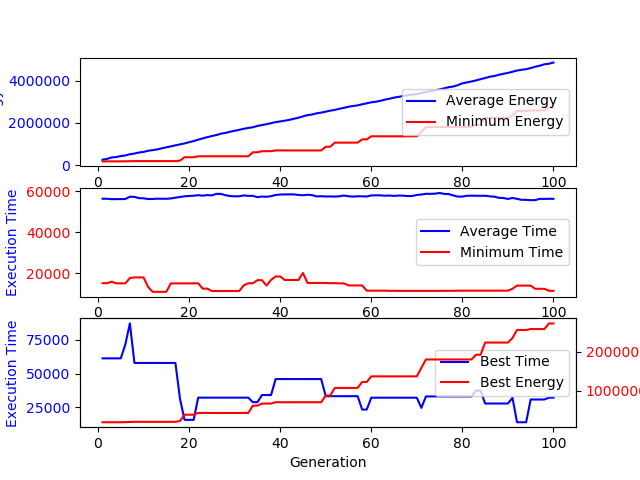 4000000
2000000
0
Average Energy
Minimum Energy
0 20 40 60 80 100
Execution Time
60000
40000
20000
Average Time
Minimum Time
0 20 40 60 80 100
Execution Time
75000
50000
25000
Best Time
Best Energy
200000
100000
0 20 40 60 80 100
Generation